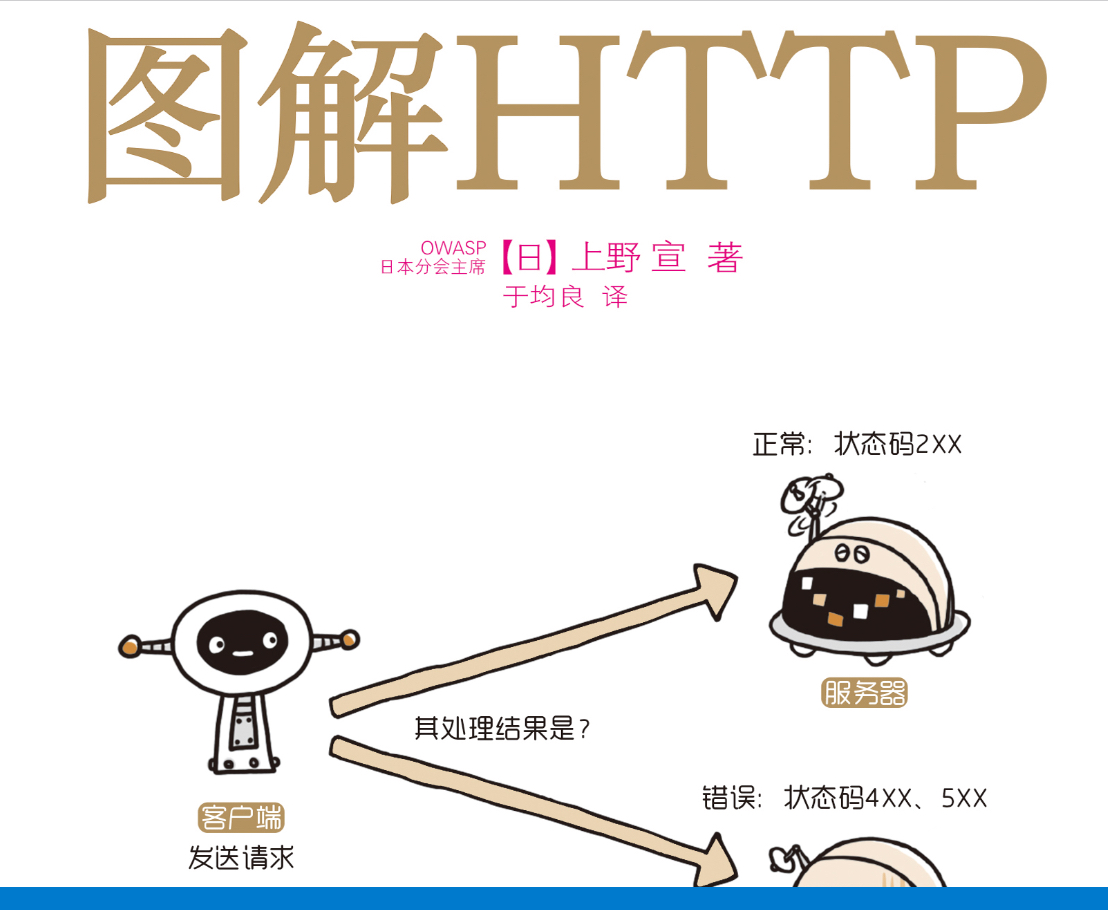 图解HTTP
OWASP
日本分会主席
【日】上野 宣 著
于均良 译
正常: 状态码2XX
服务器
其处理结果是?
错误: 状态码4XX、5XX
客户端
发送请求